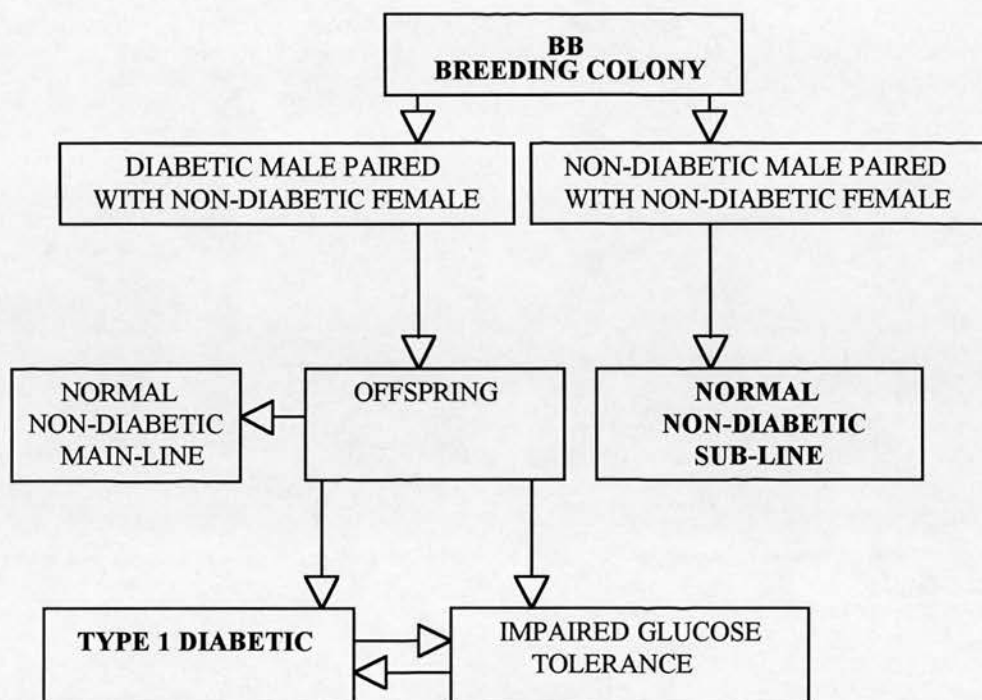 BB
BREEDING COLONY
DIABETIC MALE PAIRED
WITH NON-DIABETIC FEMALE
NON-DIABETIC MALE PAIRED
WITH NON-DIABETIC FEMALE
NORMAL
NON-DIABETIC
MAIN-LINE
OFFSPRING
NORMAL
NON-DIABETIC
SUB-LINE
TYPE 1 DIABETIC
IMPAIRED GLUCOSE
TOLERANCE